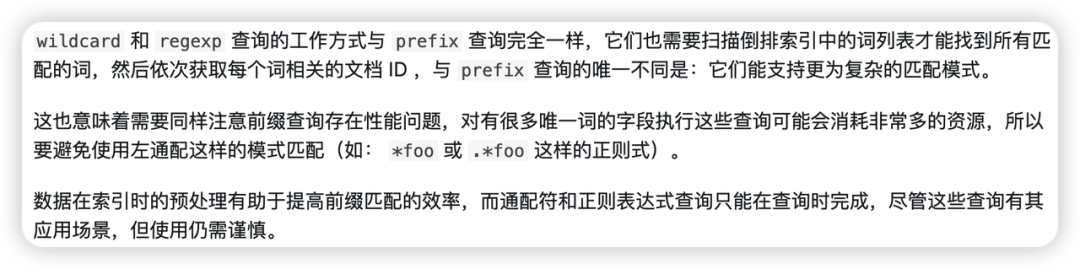 wildcard 和 regexp 查询的工作方式与 prefix 查询完全一样，它们也需要扫描倒排索引中的词列表才能找到所有匹
配的词，然后依次获取每个词相关的文档 ID ，与 prefix 查询的唯一不同是：它们能支持更为复杂的匹配模式。
这也意味着需要同样注意前缀查询存在性能问题，对有很多唯一词的字段执行这些查询可能会消耗非常多的资源，所以
要避免使用左通配这样的模式匹配（如： *foo 或 .*foo 这样的正则式）。
数据在索引时的预处理有助于提高前缀匹配的效率，而通配符和正则表达式查询只能在查询时完成，尽管这些查询有其
应用场景，但使用仍需谨慎。